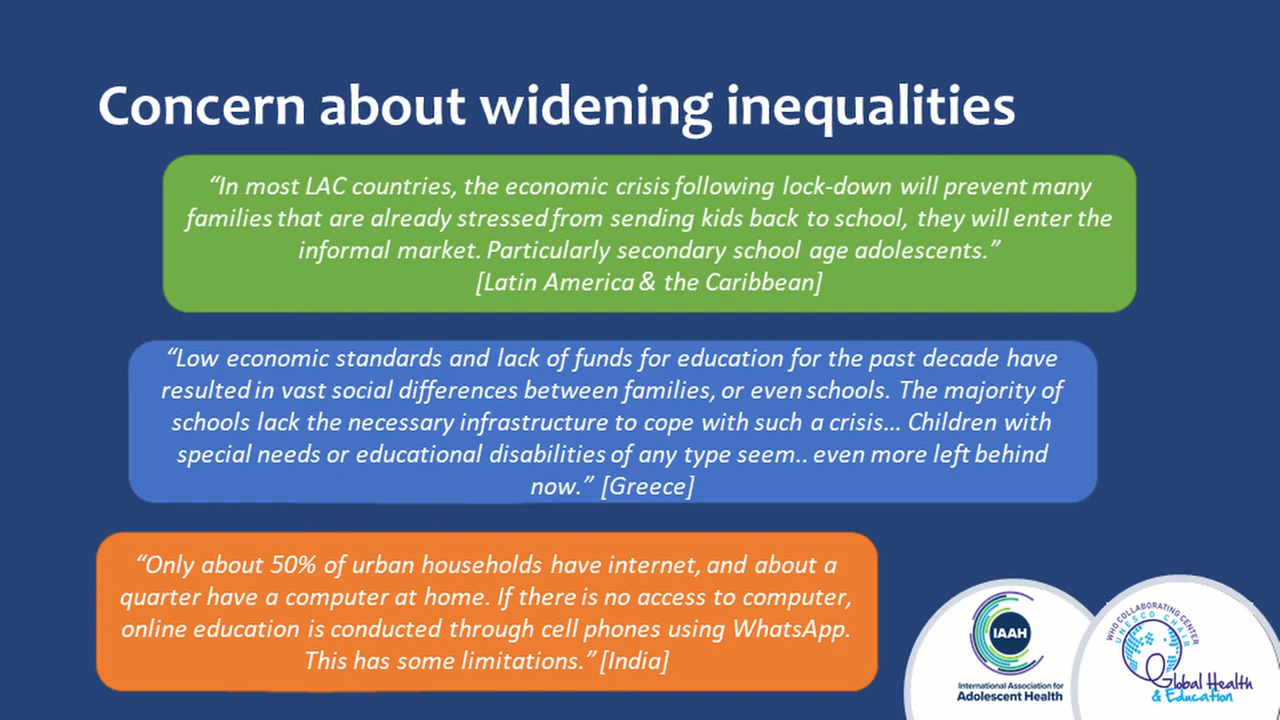 Concern about widening inequalities
“In most LAC countries, the economic crisis following lock-down will prevent many
families that are already stressed from sending kids back to school, they will enter the
informal market. Particularly secondary school age adolescents.”
[Latin America & the Caribbean]
“Low economic standards and lack of funds for education for the past decade have
resulted in vast social differences between families, or even schools. The majority of
schools lack the necessary infrastructure to cope with such a crisis… Children with
special needs or educational disabilities of any type seem.. even more left behind
now.” [Greece]
“Only about 50% of urban households have internet, and about a
quarter have a computer at home. If there is no access to computer,
online education is conducted through cell phones using WhatsApp.
This has some limitations.” [India]
IAAH
International Association for
Adolescent Health
WHO COLLABORATING CENTER
UNESCO CHAIR
Global Health
& Education